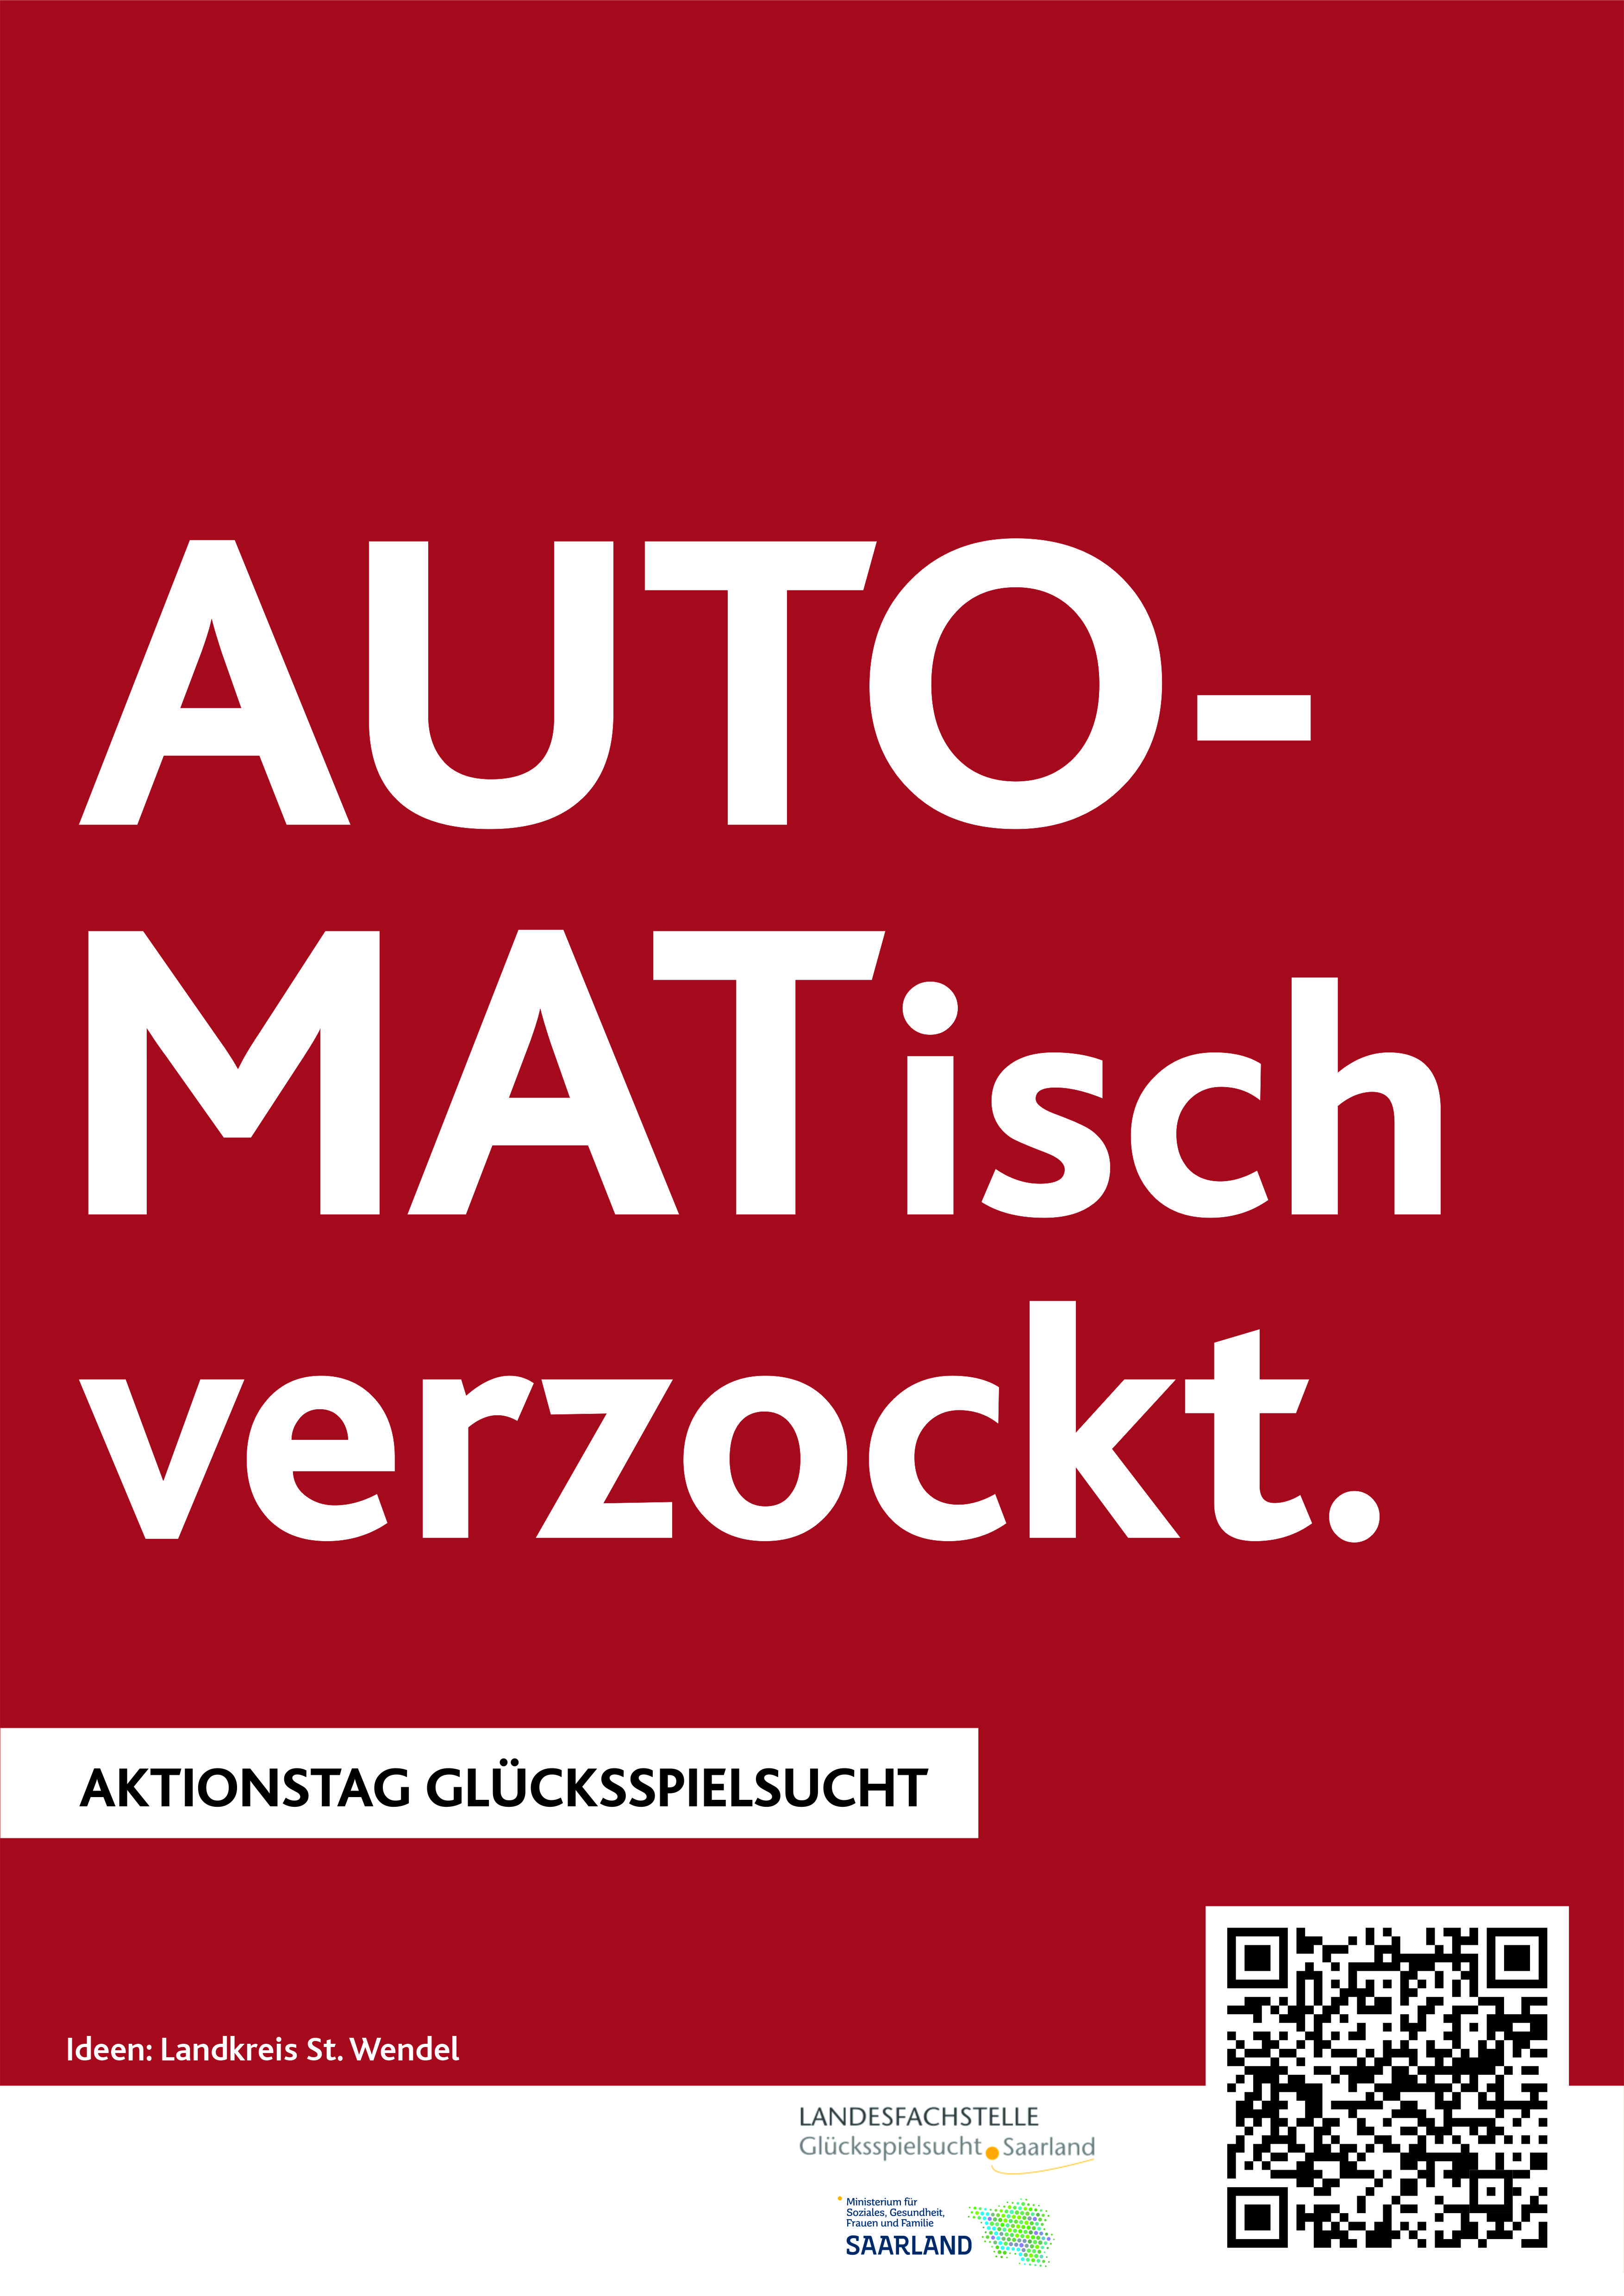 AUTO-
MATisch
verzockt.
AKTIONSTAG GLÜCKSSPIELSUCHT
Ideen: Landkreis St. Wendel
LANDESFACHSTELLE
Glücksspielsucht Saarland
Ministerium für
Soziales, Gesundheit,
Frauen und Familie
SAARLAND